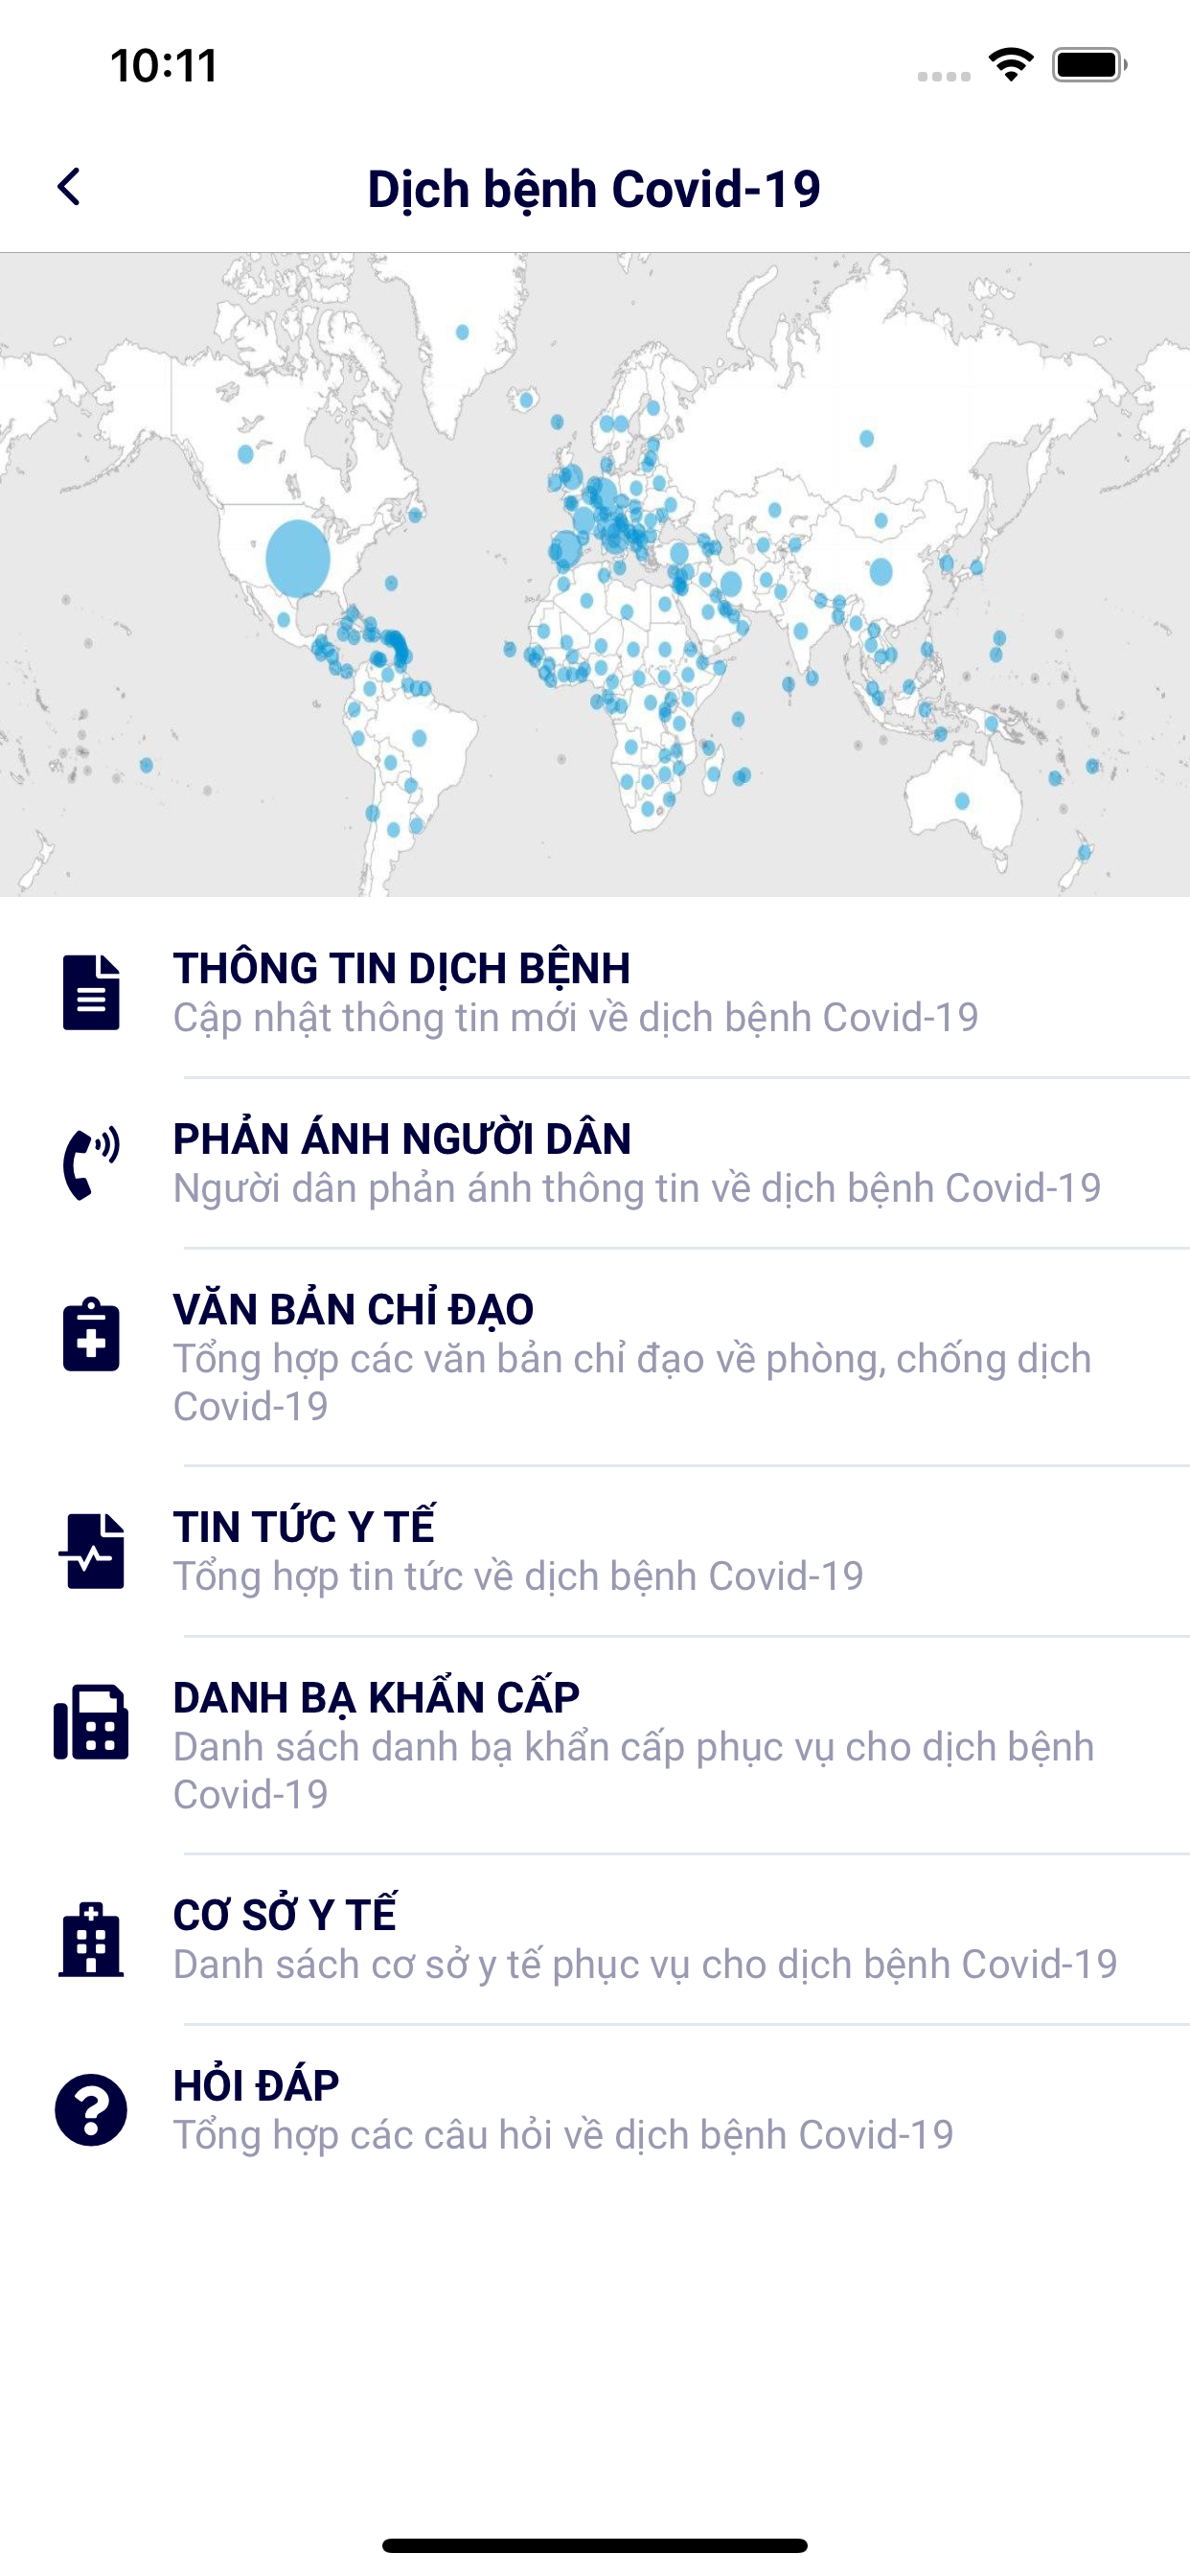 10:11
Dịch bệnh Covid-19
THÔNG TIN DỊCH BỆNH
Cập nhật thông tin mới về dịch bệnh Covid-19
PHẢN ÁNH NGƯỜI DÂN
Người dân phản ánh thông tin về dịch bệnh Covid-19
VĂN BẢN CHỈ ĐẠO
Tổng hợp các văn bản chỉ đạo về phòng, chống dịch
Covid-19
TIN TỨC Y TẾ
Tổng hợp tin tức về dịch bệnh Covid-19
DANH BẠ KHẨN CẤP
Danh sách danh bạ khẩn cấp phục vụ cho dịch bệnh
Covid-19
CƠ SỞ Y TẾ
Danh sách cơ sở y tế phục vụ cho dịch bệnh Covid-19
HỎI ĐÁP
Tổng hợp các câu hỏi về dịch bệnh Covid-19